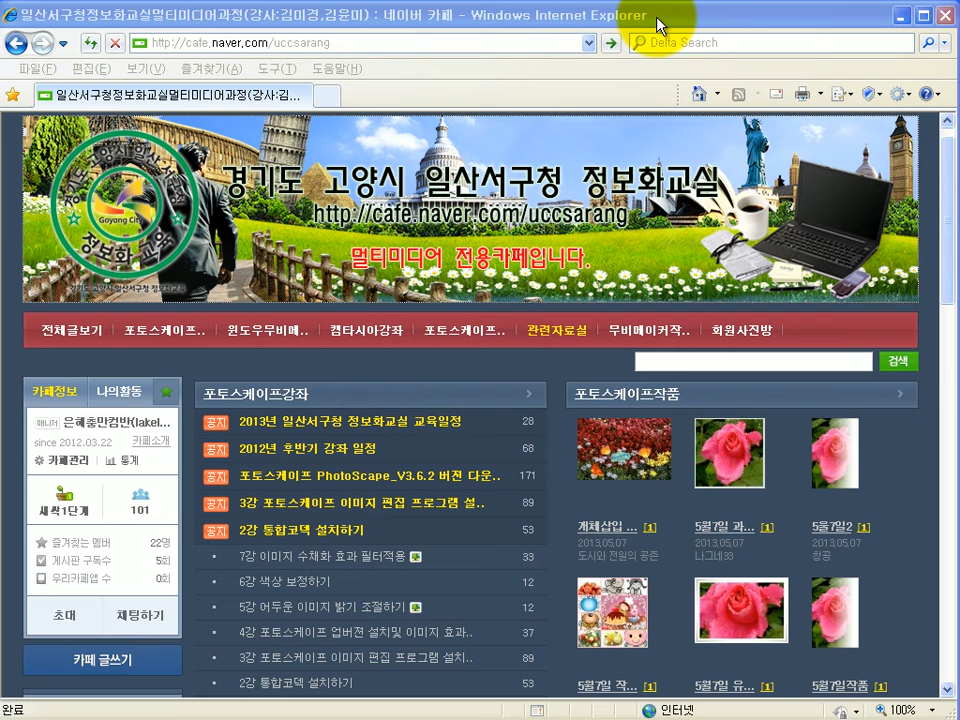 일산서구청정보화교실멀티미디어과정(강사:김미경,김윤미) : 네이버 카페 - Windows Internet Explorer
http://cafe.naver.com/uccsarang
Delta Search
파일(F) 편집(E) 보기(V) 즐겨찾기(A) 도구(T) 도움말(H)
일산서구청정보화교실멀티미디어과정(강사:김...
경기도 고양시 일산서구청 정보화교실
http://cafe.naver.com/uccsarang
멀티미디어 전용카페입니다.
Goyang City
정보화 교육
경기도 고양시 일산서구청 정보화교육
전체글보기 포토스케이프.. 윈도우무비메.. 캠타시아강좌 포토스케이프.. 관련자료실 무비메이커작.. 회원사진방
검색
카페정보 나의활동
매니저 은혜충만컴반(lakel...
since 2012.03.22 카페소개
카페관리 통계
새싹1단계 101
즐겨찾는 멤버 22명
게시판 구독수 5회
우리카페앱 수 0회
초대 채팅하기
카페 글쓰기
포토스케이프강좌
공지 2013년 일산서구청 정보화교실 교육일정 28
공지 2012년 후반기 강좌 일정 68
공지 포토스케이프 PhotoScape_V3.6.2 버젼 다운.. 171
공지 3강 포토스케이프 이미지 편집 프로그램 설.. 89
공지 2강 통합코덱 설치하기 53
7강 이미지 수채화 효과 필터적용 33
6강 색상 보정하기 12
5강 어두운 이미지 밝기 조절하기 12
4강 포토스케이프 업버젼 설치및 이미지 효과.. 37
3강 포토스케이프 이미지 편집 프로그램 설치.. 89
2강 통합코덱 설치하기 53
포토스케이프작품
개체삽입 ... [1]
2013.05.07
도시와 전원의 공존
5월7일 과... [1]
2013.05.07
나그네33
5울7일2 [1]
2013.05.07
창공
5월7일 작... [1]
5월7일 유... [1]
5월7일작품 [1]
완료
인터넷
100%